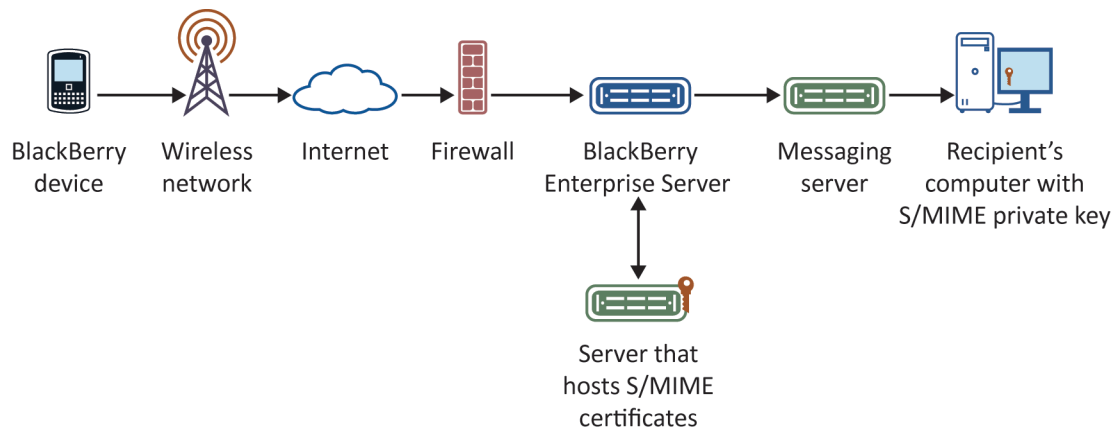 BlackBerry
device
Wireless
network
Internet
Firewall
BlackBerry
Enterprise Server
Messaging
server
Recipient’s
computer with
S/MIME private key
Server that
hosts S/MIME
certificates